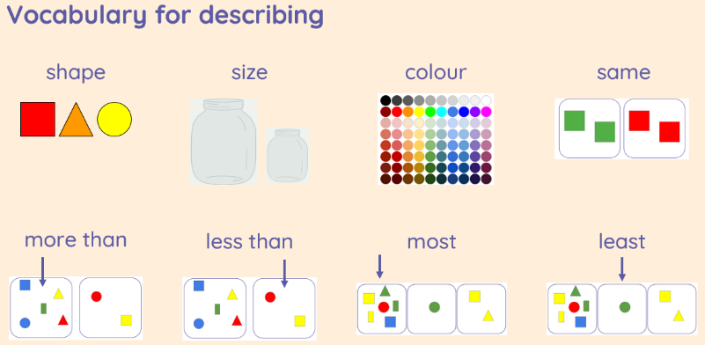 Vocabulary for describing
shape
size
colour
same
more than
less than
most
least